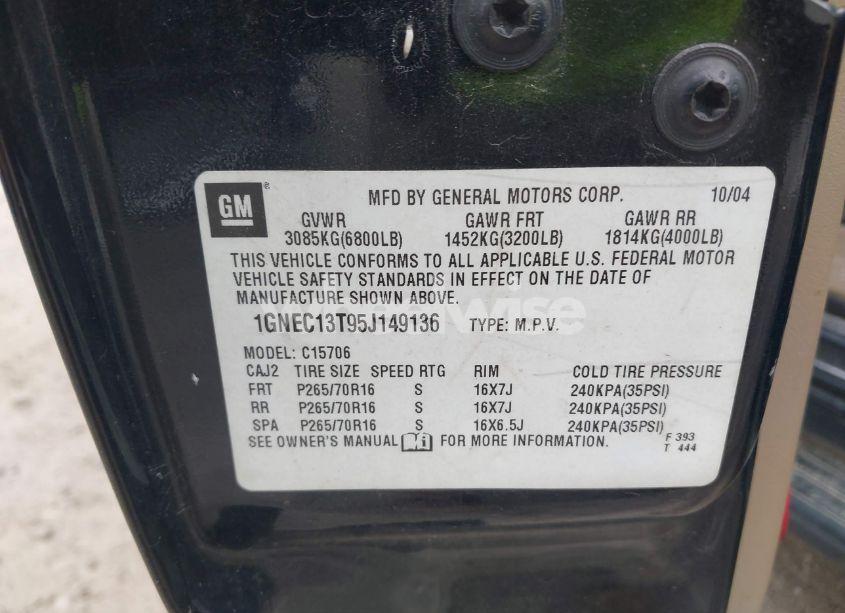 GM ® MFD BY GENERAL MOTORS CORP. 10/04
GVWR GAWR FRT GAWR RR
3085KG(6800LB) 1452KG(3200LB) 1814KG(4000LB)
THIS VEHICLE CONFORMS TO ALL APPLICABLE U.S. FEDERAL MOTOR
VEHICLE SAFETY STANDARDS IN EFFECT ON THE DATE OF
MANUFACTURE SHOWN ABOVE.
1GNEC13T95J149136 TYPE: M.P.V.
MODEL: C15706
CAJ2 TIRE SIZE SPEED RTG RIM COLD TIRE PRESSURE
FRT P265/70R16 S 16X7J 240KPA(35PSI)
RR P265/70R16 S 16X7J 240KPA(35PSI)
SPA P265/70R16 S 16X6.5J 240KPA(35PSI)
SEE OWNER'S MANUAL FOR MORE INFORMATION.
F 393
T 444